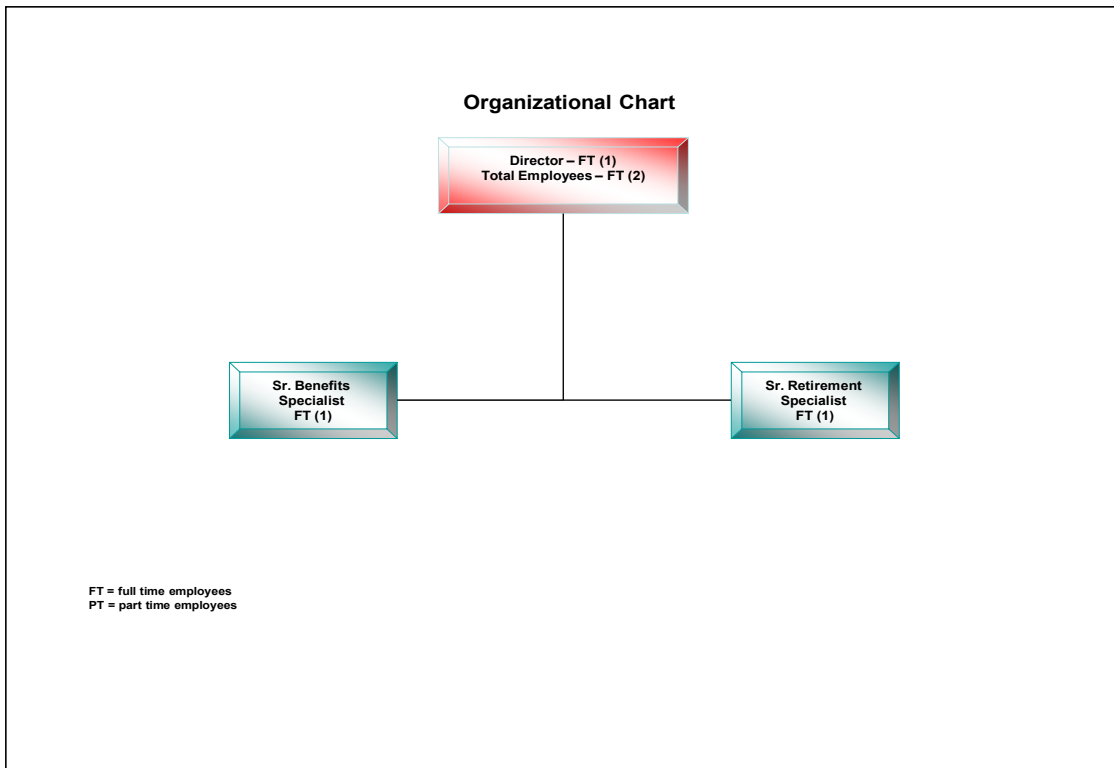 Organizational Chart
Director – FT (1)
Total Employees – FT (2)
Sr. Benefits
Specialist
FT (1)
Sr. Retirement
Specialist
FT (1)
FT = full time employees
PT = part time employees